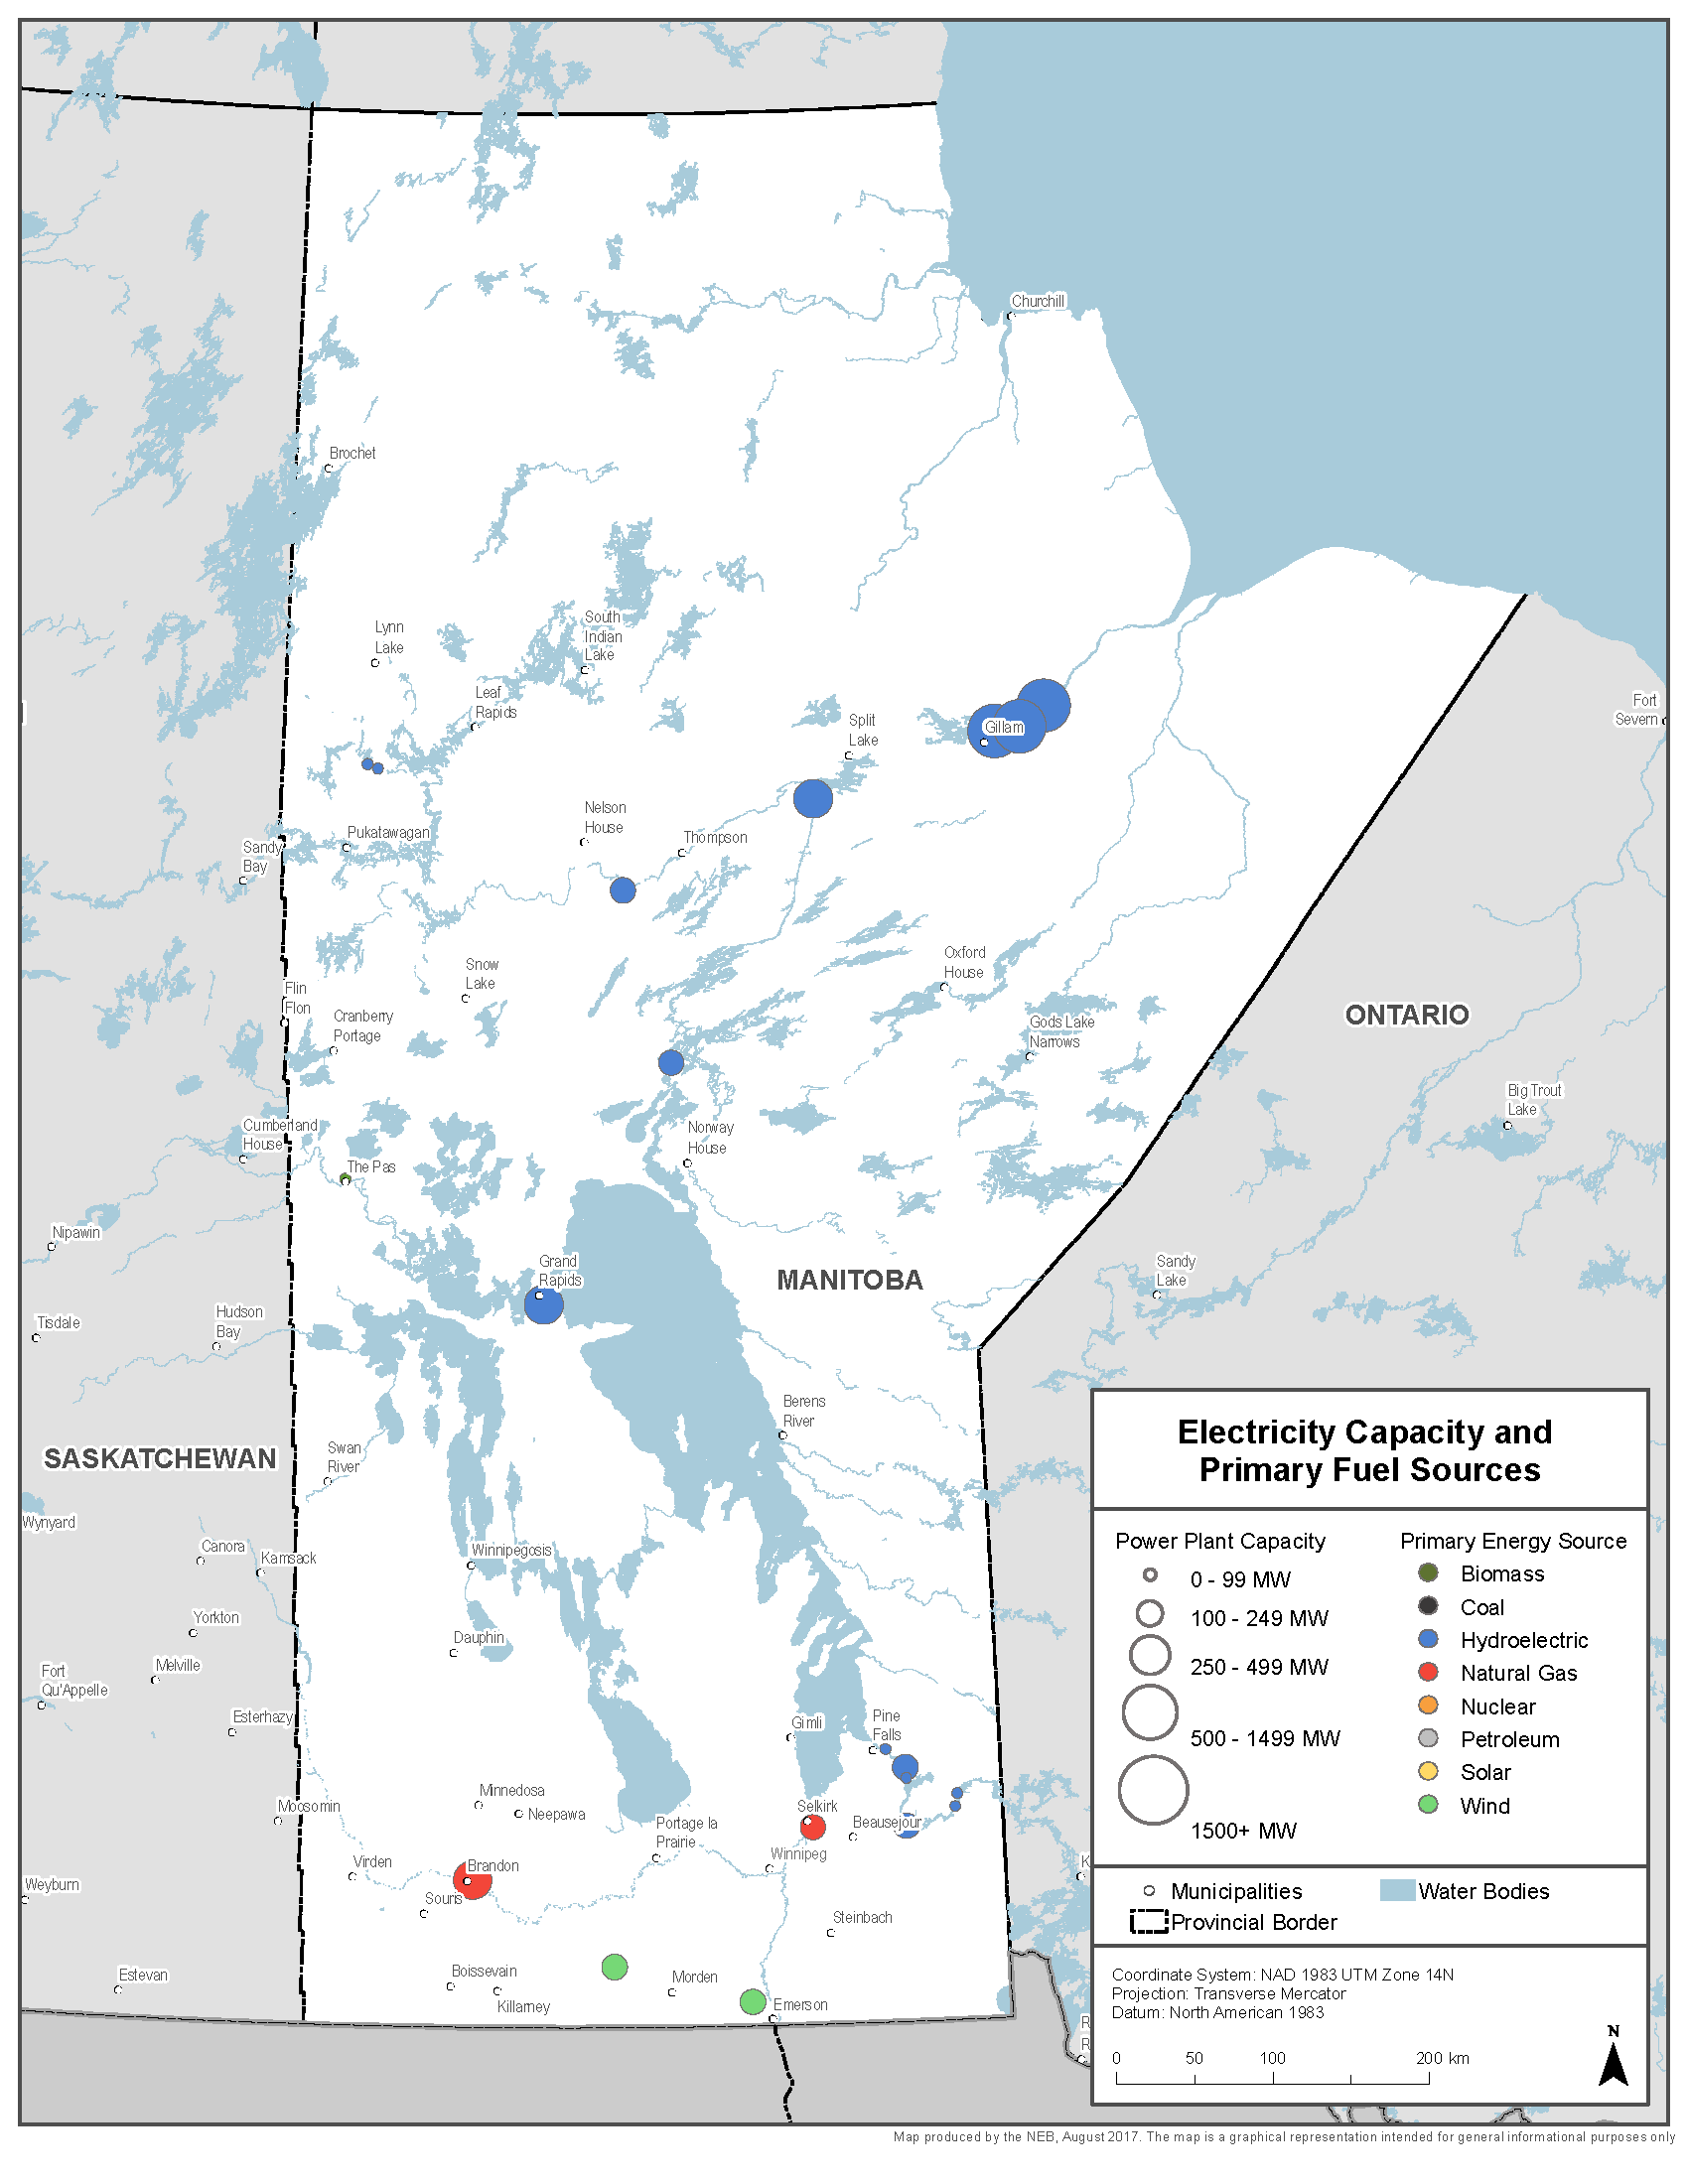 Churchill
Brochet
Lynn
Lake
South
Indian
Lake
Leaf
Rapids
Split
Lake
Gillam
Fort
Severn
Nelson
House
Thompson
Pukatawagan
Sandy
Bay
Snow
Lake
Oxford
House
Flin
Flon
Cranberry
Portage
Gods Lake
Narrows
ONTARIO
Big Trout
Lake
Cumberland
House
Norway
House
The Pas
Nipawin
Grand
Rapids
MANITOBA
Sandy
Lake
Hudson
Bay
Tisdale
Berens
River
SASKATCHEWAN
Swan
River
Wynyard
Canora
Kamsack
Winnipegosis
Yorkton
Dauphin
Melville
Fort
Qu'Appelle
Esterhazy
Gimli
Pine
Falls
Minnedosa
Neepawa
Moosomin
Selkirk
Portage la
Prairie
Beausejour
Winnipeg
Virden
Brandon
Souris
Weyburn
Steinbach
Estevan
Boissevain
Killarney
Morden
Emerson
K
R
R
Electricity Capacity and
Primary Fuel Sources
Power Plant Capacity
0 - 99 MW
100 - 249 MW
250 - 499 MW
500 - 1499 MW
1500+ MW
Primary Energy Source
Biomass
Coal
Hydroelectric
Natural Gas
Nuclear
Petroleum
Solar
Wind
Municipalities
Water Bodies
Provincial Border
Coordinate System: NAD 1983 UTM Zone 14N
Projection: Transverse Mercator
Datum: North American 1983
N
0 50 100 200 km
Map produced by the NEB, August 2017. The map is a graphical representation intended for general informational purposes only